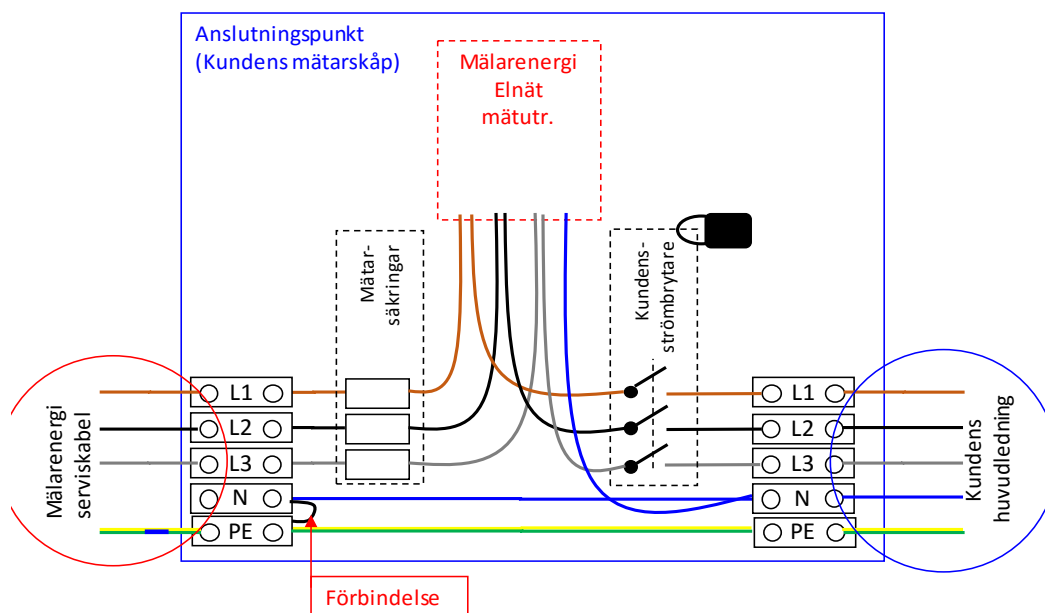 Anslutningspunkt
(Kundens mätarskåp)
Mälarenergi
Elnät
mätutr.
Mätar-
säkringar
Kundens-
strömbrytare
Mälarenergi
serviskabel
L1
L2
L3
N
PE
L1
L2
L3
N
PE
Kundens
huvudledning
Förbindelse